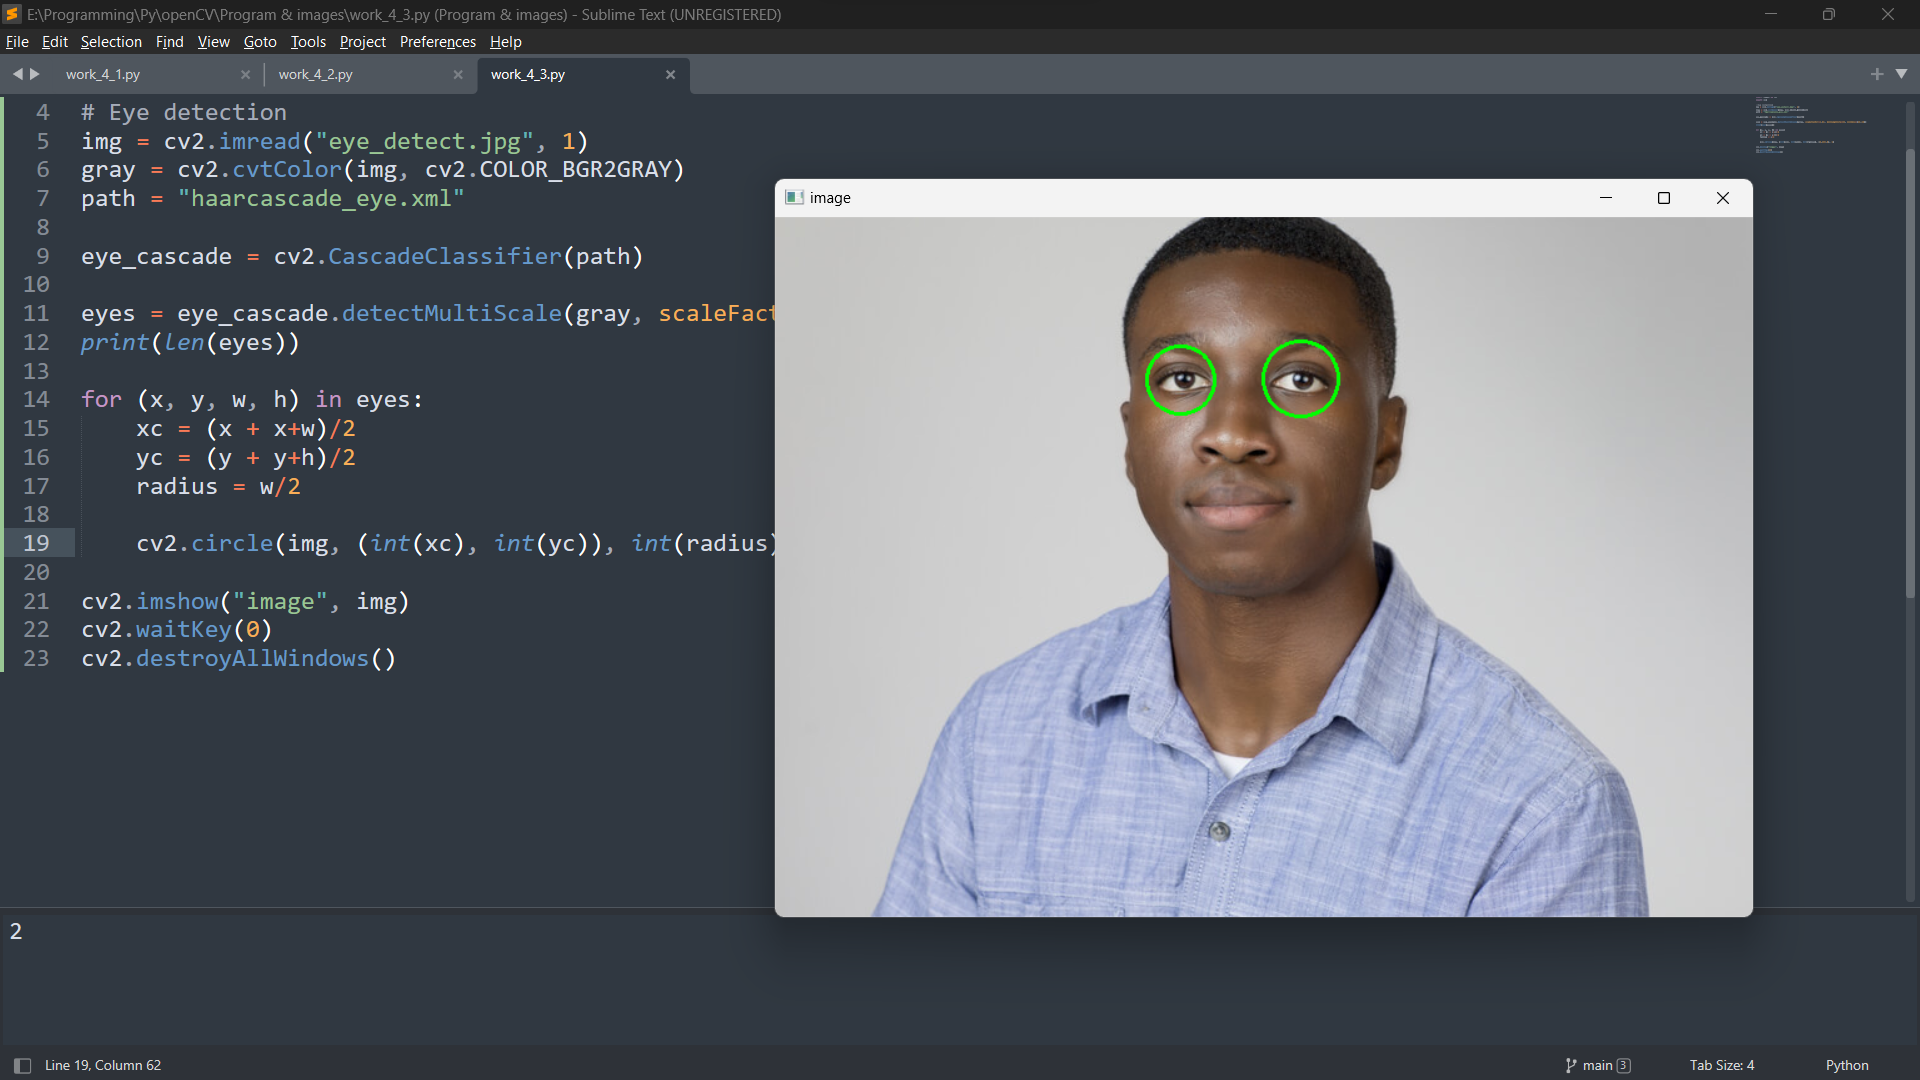 E:\Programming\Py\openCV\Program & images\work_4_3.py (Program & images) - Sublime Text (UNREGISTERED)
File Edit Selection Find View Goto Tools Project Preferences Help
work_4_1.py work_4_2.py work_4_3.py
4 # Eye detection
5 img = cv2.imread("eye_detect.jpg", 1)
6 gray = cv2.cvtColor(img, cv2.COLOR_BGR2GRAY)
7 path = "haarcascade_eye.xml"
8
9 eye_cascade = cv2.CascadeClassifier(path)
10
11 eyes = eye_cascade.detectMultiScale(gray, scaleFact
12 print(len(eyes))
13
14 for (x, y, w, h) in eyes:
15 xc = (x + x+w)/2
16 yc = (y + y+h)/2
17 radius = w/2
18
19 cv2.circle(img, (int(xc), int(yc)), int(radius)
20
21 cv2.imshow("image", img)
22 cv2.waitKey(0)
23 cv2.destroyAllWindows()
image
2
Line 19, Column 62 main 3 Tab Size: 4 Python